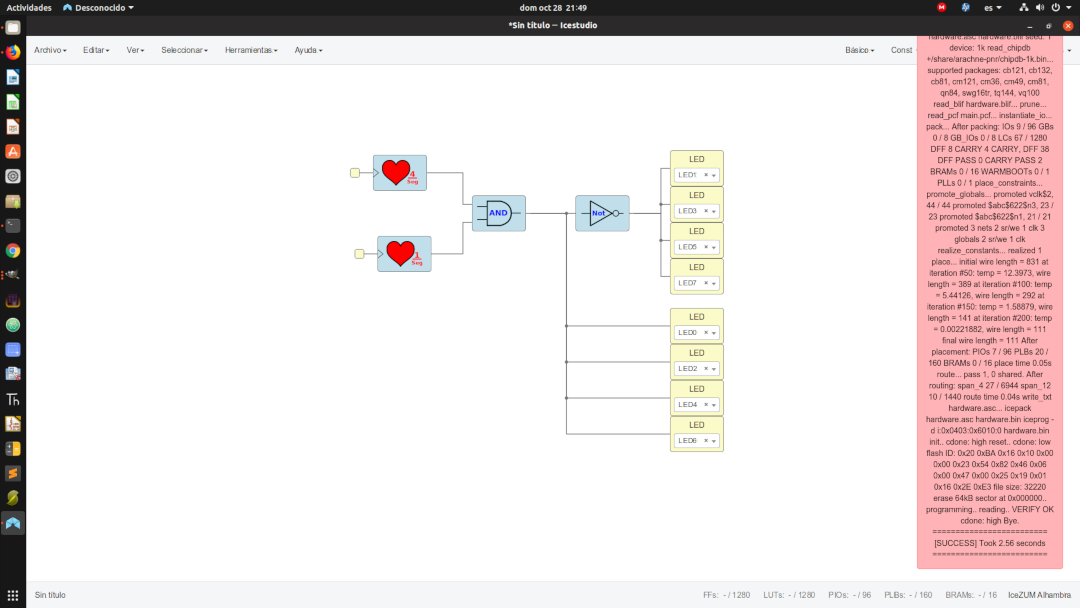 Actividades
Desconocido
dom oct 28 21:49
es
*Sin título – Icestudio
Archivo
Editar
Ver
Seleccionar
Herramientas
Ayuda
Básico
Const
hardware.asc hardware.blif seed: 1
device: 1k read_chipdb
+/share/arachne-pnr/chipdb-1k.bin...
supported packages: cb121, cb132,
cb81, cm121, cm36, cm49, cm81,
qn84, swg16tr, tq144, vq100
read_blif hardware.blif... prune...
read_pcf main.pcf... instantiate_io...
pack... After packing: IOs 9 / 96 GBs
0 / 8 GB_IOs 0 / 8 LCs 67 / 1280
DFF 8 CARRY 4 CARRY, DFF 38
DFF PASS 0 CARRY PASS 2
BRAMs 0 / 16 WARMBOOTs 0 / 1
PLLs 0 / 1 place_constraints...
promote_globals... promoted vclk$2,
44 / 44 promoted $abc$622$n3, 23 /
23 promoted $abc$622$n1, 21 / 21
promoted 3 nets 2 sr/we 1 clk 3
globals 2 sr/we 1 clk
realize_constants... realized 1
place... initial wire length = 831 at
iteration #50: temp = 12.3973, wire
length = 389 at iteration #100: temp
= 5.44126, wire length = 292 at
iteration #150: temp = 1.58879, wire
length = 141 at iteration #200: temp
= 0.00221882, wire length = 111
final wire length = 111 After
placement: PIOs 7 / 96 PLBs 20 /
160 BRAMs 0 / 16 place time 0.05s
route... pass 1, 0 shared. After
routing: span_4 27 / 6944 span_12
10 / 1440 route time 0.04s write_txt
hardware.asc... icepack
hardware.asc hardware.bin iceprog -
d i:0x0403:0x6010:0 hardware.bin
init.. cdone: high reset.. cdone: low
flash ID: 0x20 0xBA 0x16 0x10 0x00
0x00 0x23 0x54 0x82 0x46 0x06
0x00 0x47 0x00 0x25 0x19 0x01
0x16 0x2E 0xE3 file size: 32220
erase 64kB sector at 0x000000..
programming.. reading.. VERIFY OK
cdone: high Bye.
=========================
[SUCCESS] Took 2.56 seconds
=========================
4
Seg
1
Seg
AND
Not
LED
LED1
LED
LED3
LED
LED5
LED
LED7
LED
LED0
LED
LED2
LED
LED4
LED
LED6
Sin título
FFs: - / 1280
LUTs: - / 1280
PIOs: - / 96
PLBs: - / 160
BRAMs: - / 16
IceZUM Alhambra